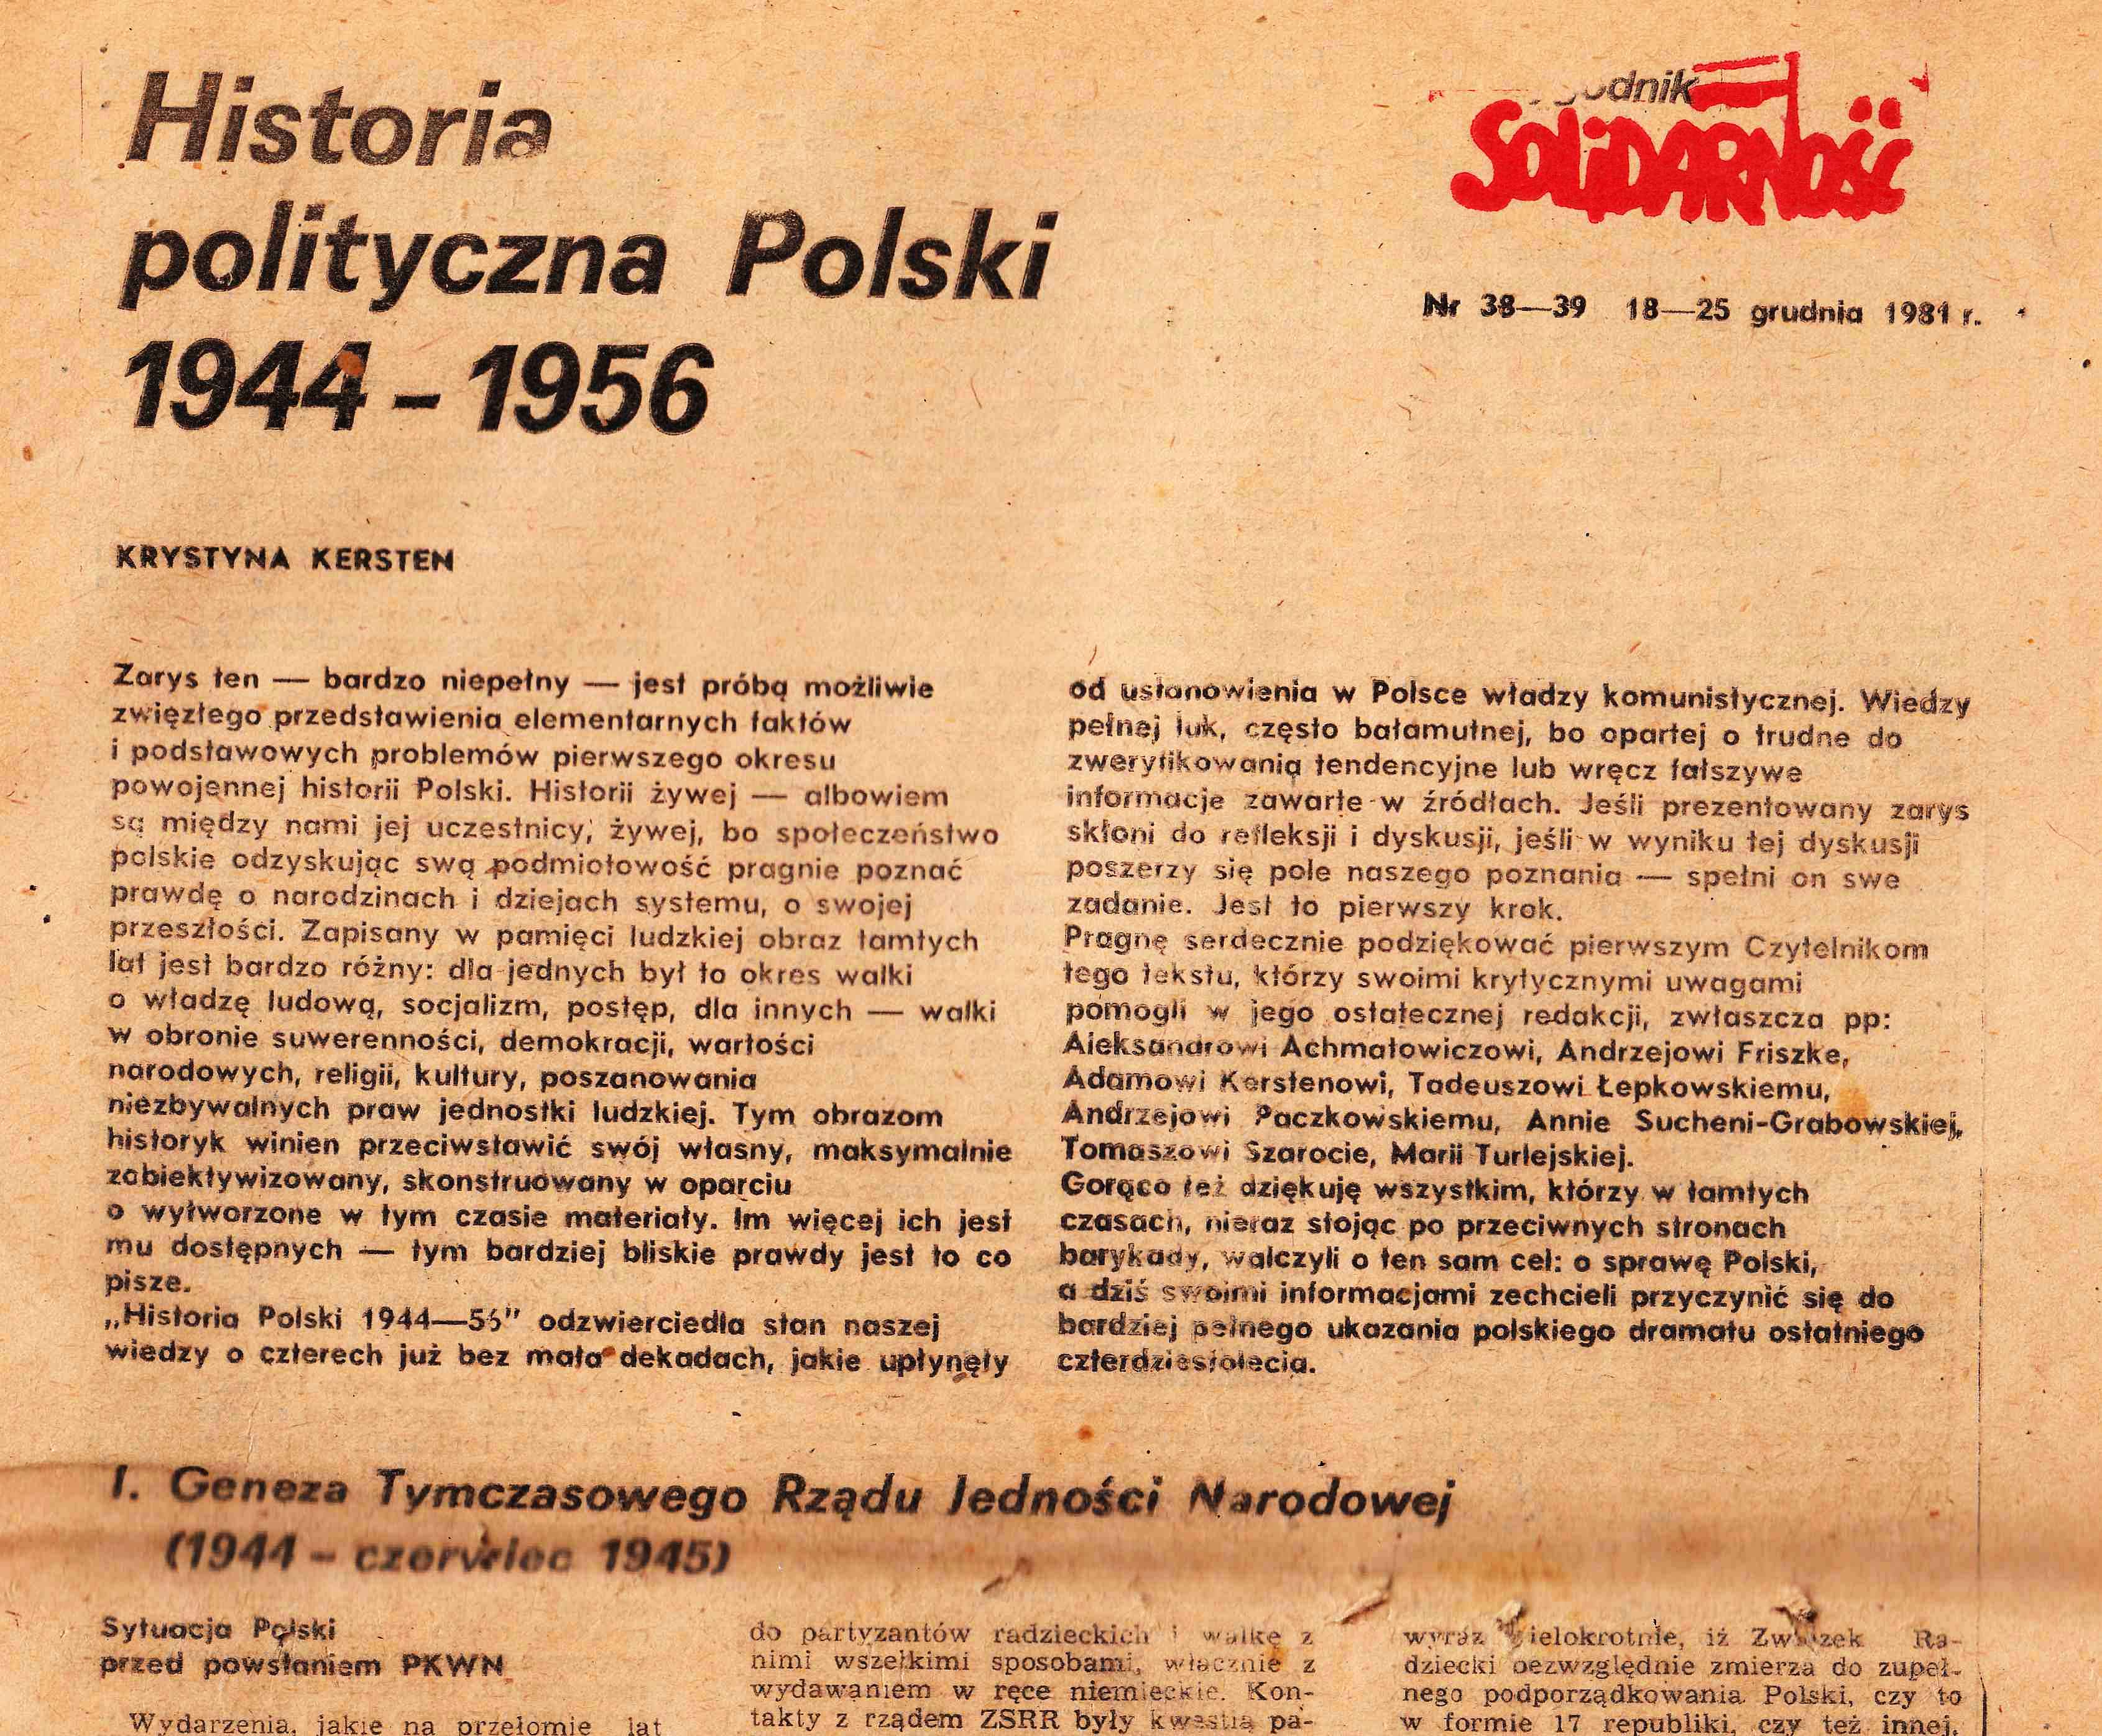 Historia
polityczna Polski
1944 – 1956
dnik
SOLIDARNOŚĆ
Nr 38—39 18—25 grudnia 1981 r.
KRYSTYNA KERSTEN
Zarys ten — bardzo niepełny — jest próbą możliwie
zwięzłego przedstawienia elementarnych faktów
i podstawowych problemów pierwszego okresu
powojennej historii Polski. Historii żywej — albowiem
są między nami jej uczestnicy, żywej, bo społeczeństwo
polskie odzyskując swą podmiotowość pragnie poznać
prawdę o narodzinach i dziejach systemu, o swojej
przeszłości. Zapisany w pamięci ludzkiej obraz tamtych
lat jest bardzo różny: dla jednych był to okres walki
o władzę ludową, socjalizm, postęp, dla innych — walki
w obronie suwerenności, demokracji, wartości
narodowych, religii, kultury, poszanowania
niezbywalnych praw jednostki ludzkiej. Tym obrazom
historyk winien przeciwstawić swój własny, maksymalnie
zobiektywizowany, skonstruowany w oparciu
o wytworzone w tym czasie materiały. Im więcej ich jest
mu dostępnych — tym bardziej bliskie prawdy jest to co
pisze.
„Historia Polski 1944—56” odzwierciedla stan naszej
wiedzy o czterech już bez mała dekadach, jakie upłynęły
od ustanowienia w Polsce władzy komunistycznej. Wiedzy
pełnej luk, często bałamutnej, bo opartej o trudne do
zweryfikowania tendencyjne lub wręcz fałszywe
informacje zawarte w źródłach. Jeśli prezentowany zarys
skłoni do refleksji i dyskusji, jeśli w wyniku tej dyskusji
poszerzy się pole naszego poznania — spełni on swe
zadanie. Jest to pierwszy krok.
Pragnę serdecznie podziękować pierwszym Czytelnikom
tego tekstu, którzy swoimi krytycznymi uwagami
pomogli w jego ostatecznej redakcji, zwłaszcza pp:
Aleksandrowi Achmatowiczowi, Andrzejowi Friszke,
Adamowi Kerstenowi, Tadeuszowi Łepkowskiemu,
Andrzejowi Paczkowskiemu, Annie Sucheni-Grabowskiej,
Tomaszowi Szarocie, Marii Turlejskiej.
Gorąco też dziękuję wszystkim, którzy w tamtych
czasach, nieraz stojąc po przeciwnych stronach
barykady, walczyli o ten sam cel: o sprawę Polski,
a dziś swoimi informacjami zechcieli przyczynić się do
bardziej pełnego ukazania polskiego dramatu ostatniego
czterdziestolecia.
I. Geneza Tymczasowego Rządu Jedności Narodowej
(1944 – czerwiec 1945)
Sytuacja Polski
przed powstaniem PKWN
Wydarzenia, jakie na przełomie lat
do partyzantów radzieckich i walkę z
nimi wszelkimi sposobami, włącznie z
wydawaniem w ręce niemieckie. Kon-
takty z rządem ZSRR były kwestią pa-
wyraz wielokrotnie, iż Związek Ra-
dziecki bezwzględnie zmierza do zupeł-
nego podporządkowania Polski, czy to
w formie 17 republiki, czy też innej.